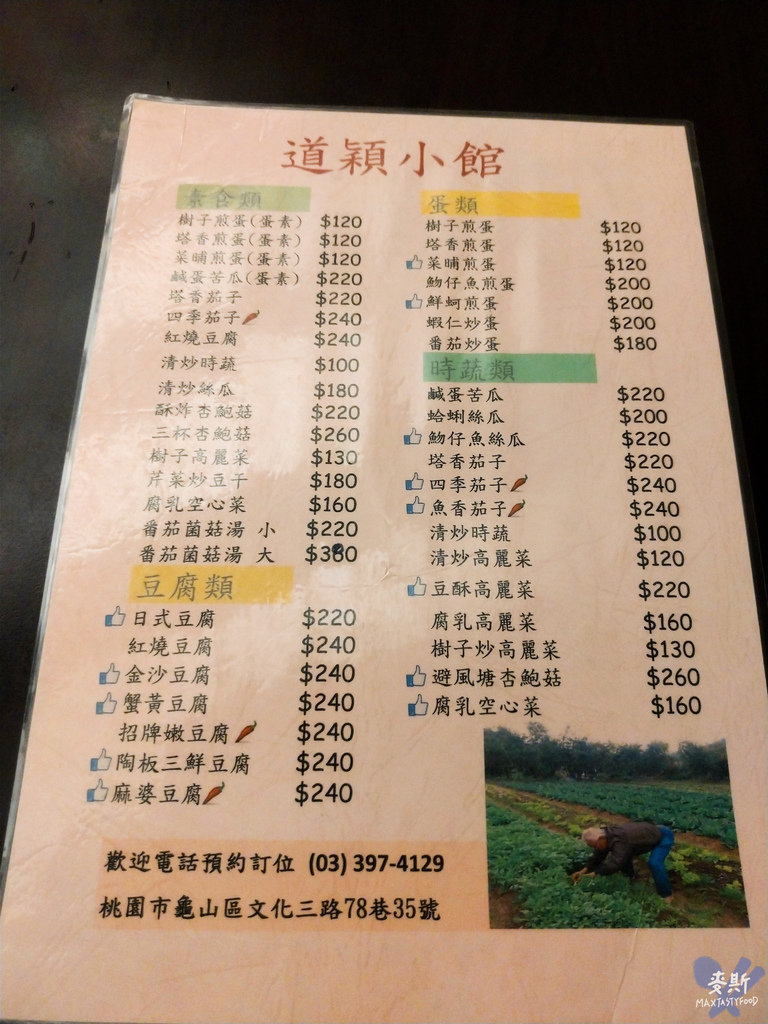 道穎小館
素食類
樹子煎蛋(蛋素) $120
塔香煎蛋(蛋素) $120
菜晡煎蛋(蛋素) $120
鹹蛋苦瓜(蛋素) $220
塔香茄子 $220
四季茄子 $240
紅燒豆腐 $240
清炒時蔬 $100
清炒絲瓜 $180
酥炸杏鮑菇 $220
三杯杏鮑菇 $260
樹子高麗菜 $130
芹菜炒豆干 $180
腐乳空心菜 $160
番茄菌菇湯 小 $220
番茄菌菇湯 大
豆腐類
日式豆腐 $220
紅燒豆腐 $240
金沙豆腐 $240
蟹黃豆腐 $240
招牌嫩豆腐 $240
陶板三鮮豆腐 $240
麻婆豆腐 $240
蛋類
樹子煎蛋 $120
塔香煎蛋 $120
菜晡煎蛋 $120
魩仔魚煎蛋 $200
鮮蚵煎蛋 $200
蝦仁炒蛋 $200
番茄炒蛋 $180
時蔬類
鹹蛋苦瓜 $220
蛤蜊絲瓜 $200
魩仔魚絲瓜 $220
塔香茄子 $220
四季茄子 $240
魚香茄子 $240
清炒時蔬 $100
清炒高麗菜 $120
豆酥高麗菜 $220
腐乳高麗菜 $160
樹子炒高麗菜 $130
避風塘杏鮑菇 $260
腐乳空心菜 $160
歡迎電話預約訂位 (03) 397-4129
桃園市龜山區文化三路78巷35號
麥斯
MAXTASTYFOOD